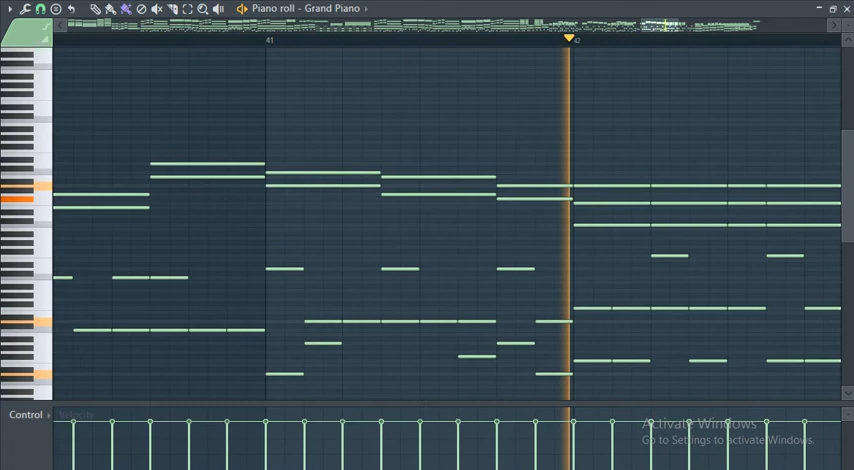 Piano roll - Grand Piano
41
42
Control
Velocity
Activate Windows
Go to Settings to activate Windows.